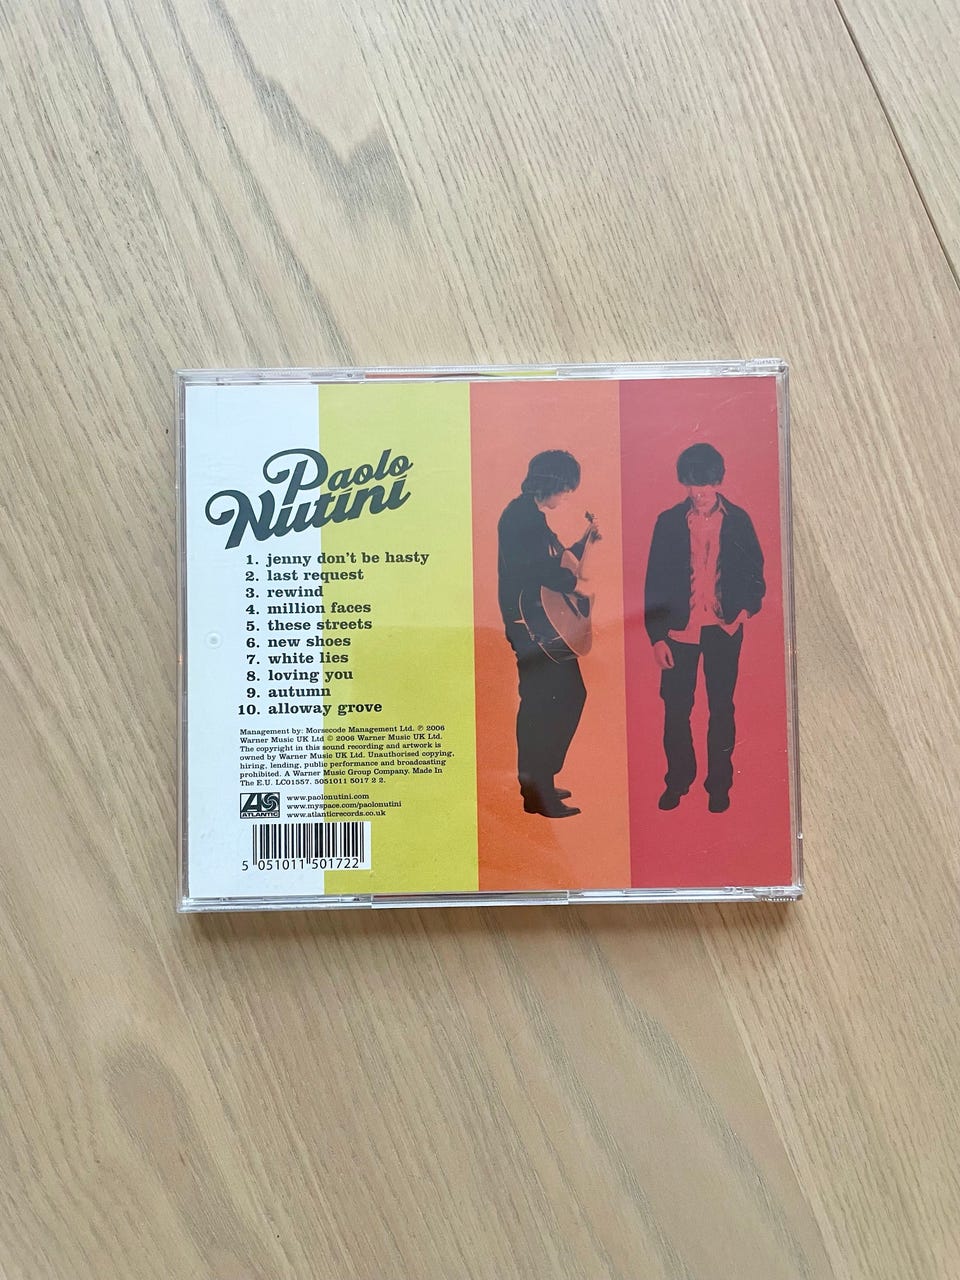 Paolo
Nutini
1. jenny don't be hasty
2. last request
3. rewind
4. million faces
5. these streets
6. new shoes
7. white lies
8. loving you
9. autumn
10. alloway grove
Management by: Morsecode Management Ltd. ℗ 2006
Warner Music UK Ltd © 2006 Warner Music UK Ltd.
The copyright in this sound recording and artwork is
owned by Warner Music UK Ltd. Unauthorised copying,
hiring, lending, public performance and broadcasting
prohibited. A Warner Music Group Company. Made In
The E.U. LC01557. 5051011 5017 2 2.
ATLANTIC
www.paolonutini.com
www.myspace.com/paolonutini
www.atlanticrecords.co.uk
5 051011 501722